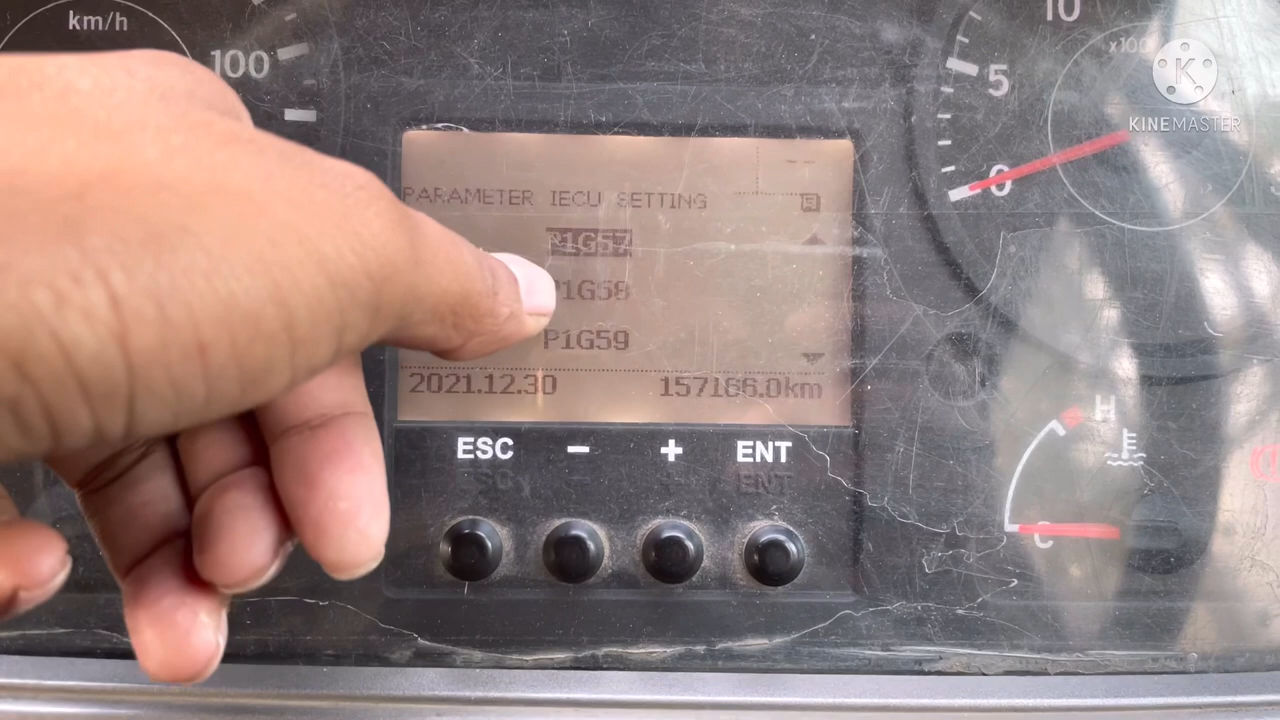 km/h
100
10
x100
5
0
K
KINEMASTER
PARAMETER IECU SETTING
P1G57
P1G58
P1G59
2021.12.30 157166.0km
ESC - + ENT
H
C